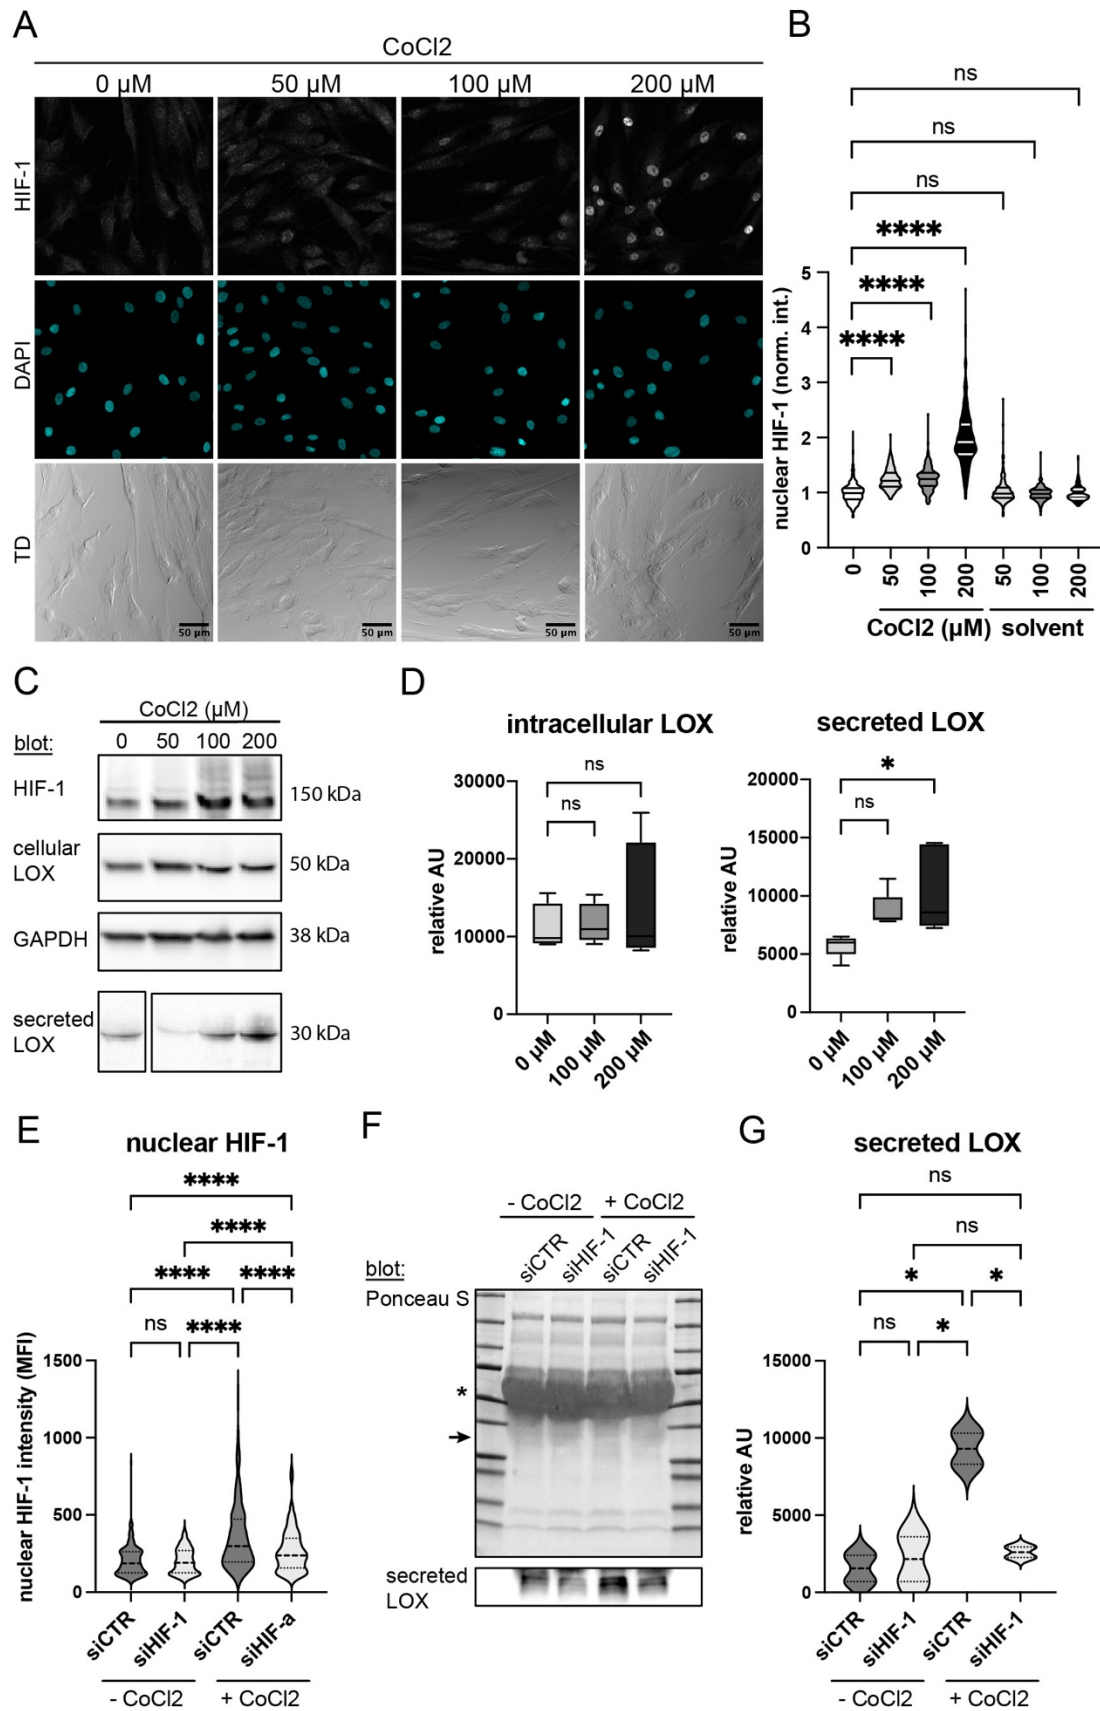 A
CoCl2
0 µM 50 µM 100 µM 200 µM
HIF-1
DAPI
TD
50 µm 50 µm 50 µm 50 µm
B
ns
ns
ns
****
****
****
nuclear HIF-1 (norm. int.)
5
4
3
2
1
0
0 50 100 200 50 100 200
CoCl2 (µM) solvent
C
CoCl2 (µM)
blot: 0 50 100 200
HIF-1 150 kDa
cellular
LOX 50 kDa
GAPDH 38 kDa
secreted
LOX 30 kDa
D
intracellular LOX
ns
ns
relative AU
30000
20000
10000
0
0 µM 100 µM 200 µM
secreted LOX
*
ns
relative AU
20000
15000
10000
5000
0
0 µM 100 µM 200 µM
E
nuclear HIF-1
****
****
**** ****
ns ****
nuclear HIF-1 intensity (MFI)
1500
1000
500
0
siCTR siHIF-1 siCTR siHIF-a
- CoCl2 + CoCl2
F
- CoCl2 + CoCl2
siCTR siHIF-1 siCTR siHIF-1
blot:
Ponceau S
*
secreted
LOX
G
secreted LOX
ns
ns
* *
ns *
relative AU
15000
10000
5000
0
siCTR siHIF-1 siCTR siHIF-1
- CoCl2 + CoCl2